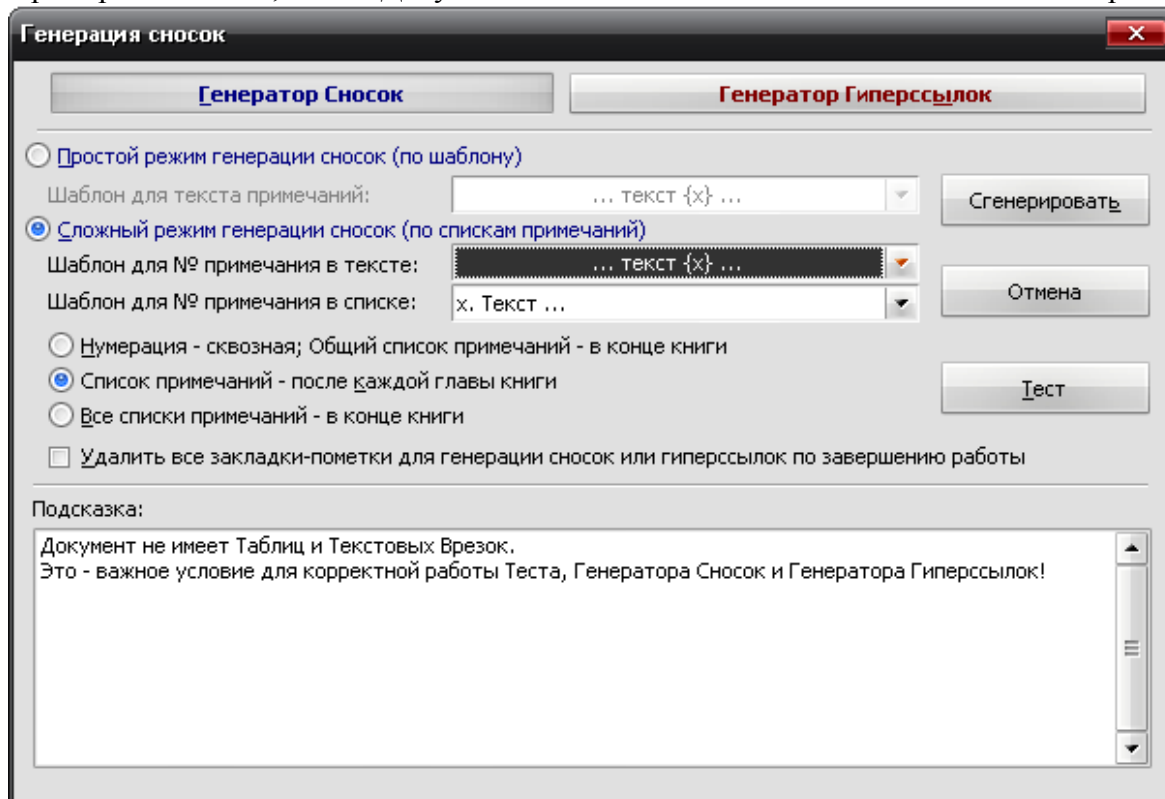 Генерация сносок
Генератор Сносок
Генератор Гиперссылок
Простой режим генерации сносок (по шаблону)
Шаблон для текста примечаний:
... текст {x} ...
Сгенерировать
Сложный режим генерации сносок (по спискам примечаний)
Шаблон для № примечания в тексте:
... текст {x} ...
Шаблон для № примечания в списке:
x. Текст ...
Отмена
Нумерация - сквозная; Общий список примечаний - в конце книги
Список примечаний - после каждой главы книги
Тест
Все списки примечаний - в конце книги
Удалить все закладки-пометки для генерации сносок или гиперссылок по завершению работы
Подсказка:
Документ не имеет Таблиц и Текстовых Врезок.
Это - важное условие для корректной работы Теста, Генератора Сносок и Генератора Гиперссылок!